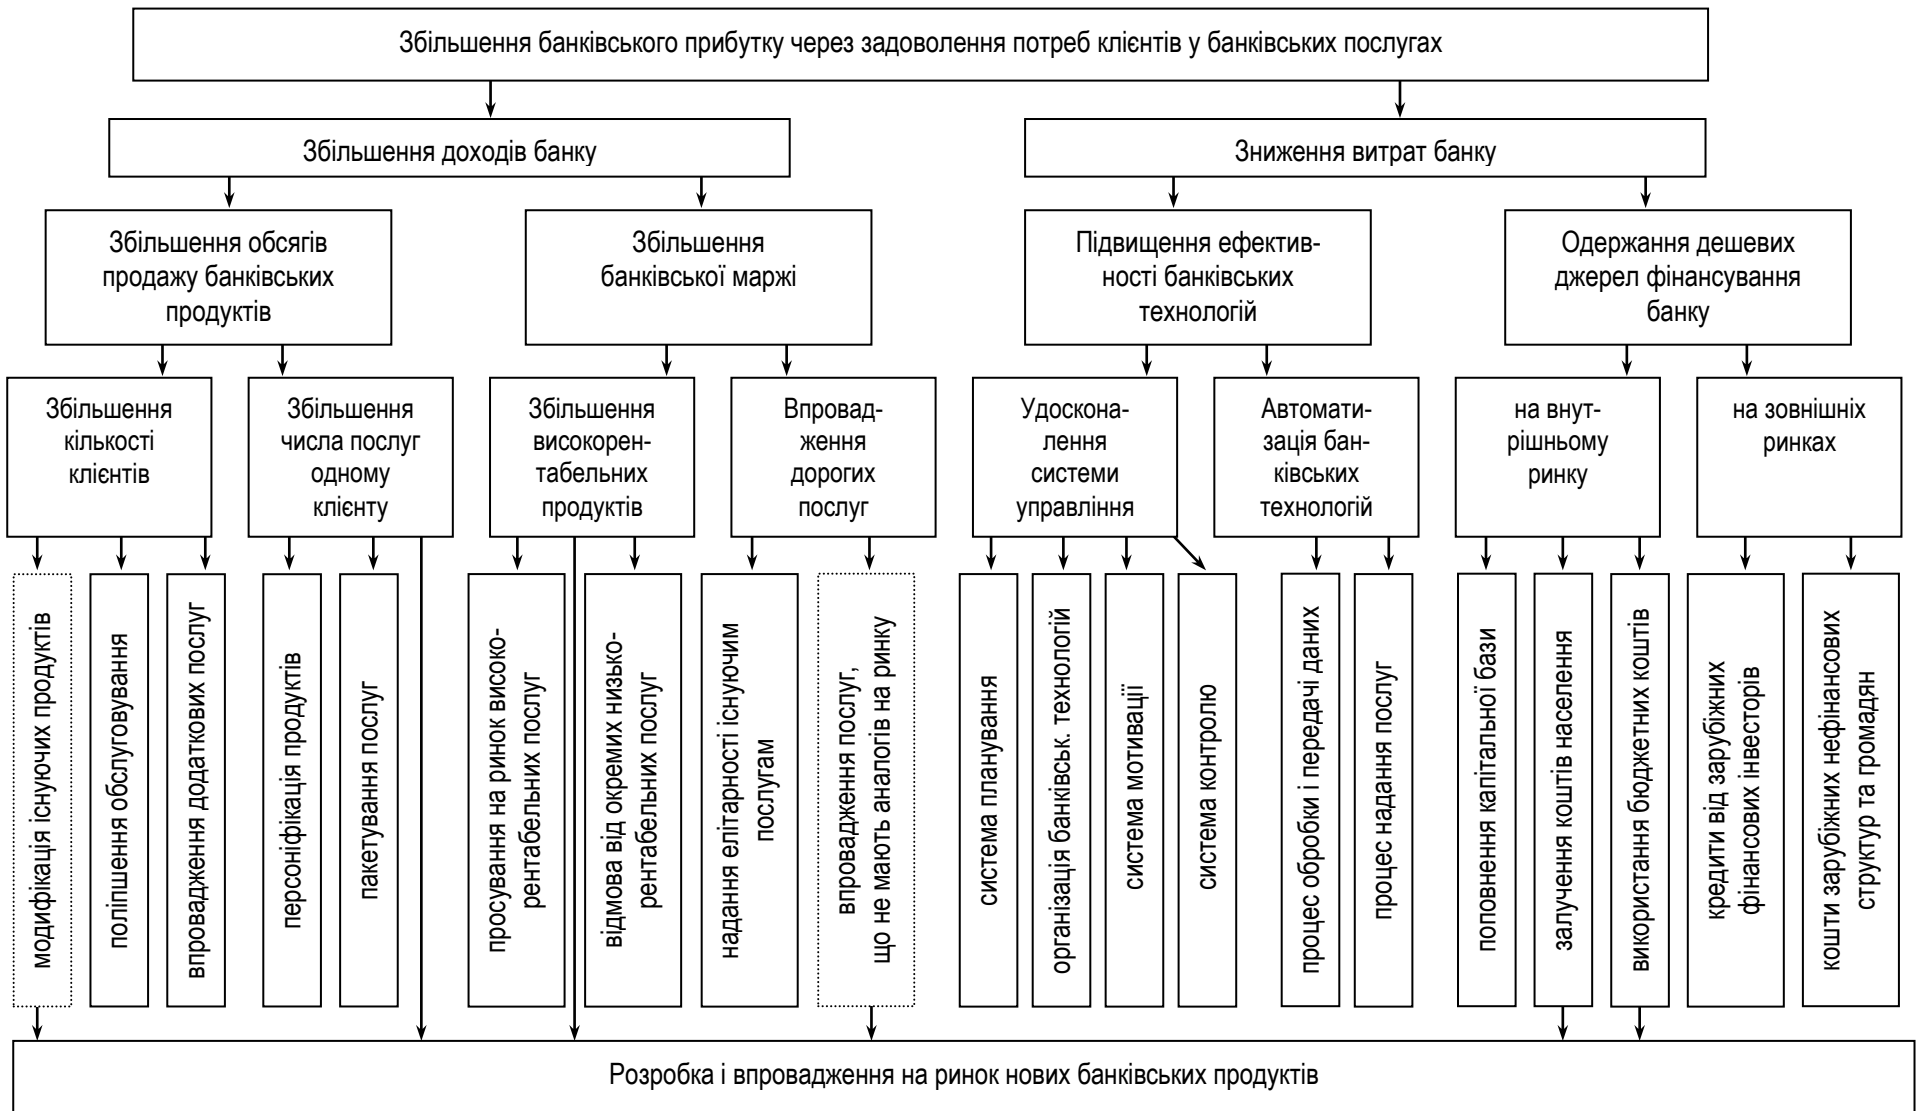 Збільшення банківського прибутку через задоволення потреб клієнтів у банківських послугах
Збільшення доходів банку
Зниження витрат банку
Збільшення обсягів
продажу банківських
продуктів
Збільшення
банківської маржі
Підвищення ефектив-
ності банківських
технологій
Одержання дешевих
джерел фінансування
банку
Збільшення
кількості
клієнтів
Збільшення
числа послуг
одному
клієнту
Збільшення
високорен-
табельних
продуктів
Впровад-
ження
дорогих
послуг
Удоскона-
лення
системи
управління
Автомати-
зація бан-
ківських
технологій
на внут-
рішньому
ринку
на зовнішніх
ринках
модифікація існуючих продуктів
поліпшення обслуговування
впровадження додаткових послуг
персоніфікація продуктів
пакетування послуг
просування на ринок високо-
рентабельних послуг
відмова від окремих низько-
рентабельних послуг
надання елітарності існуючим
послугам
впровадження послуг,
що не мають аналогів на ринку
система планування
організація банківськ. технологій
система мотивації
система контролю
процес обробки і передачі даних
процес надання послуг
поповнення капітальної бази
залучення коштів населення
використання бюджетних коштів
кредити від зарубіжних
фінансових інвесторів
кошти зарубіжних нефінансових
структур та громадян
Розробка і впровадження на ринок нових банківських продуктів